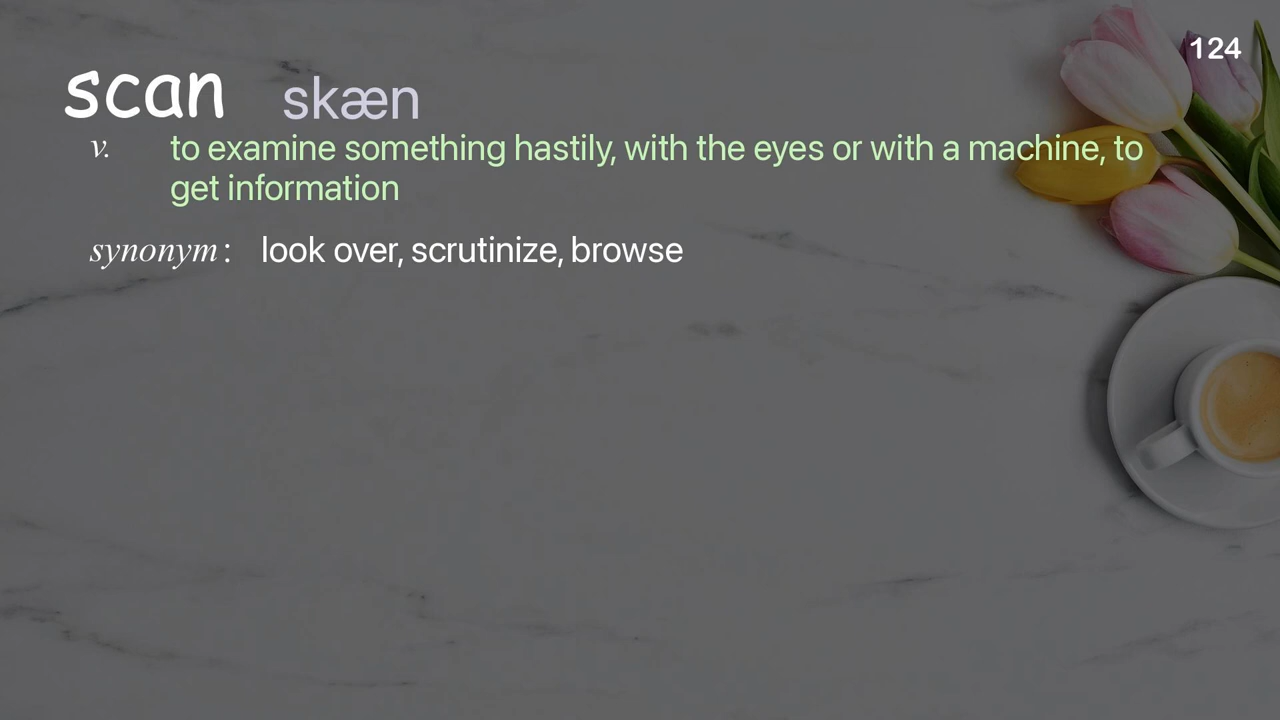 124
scan skæn
v. to examine something hastily, with the eyes or with a machine, to
get information
synonym : look over, scrutinize, browse